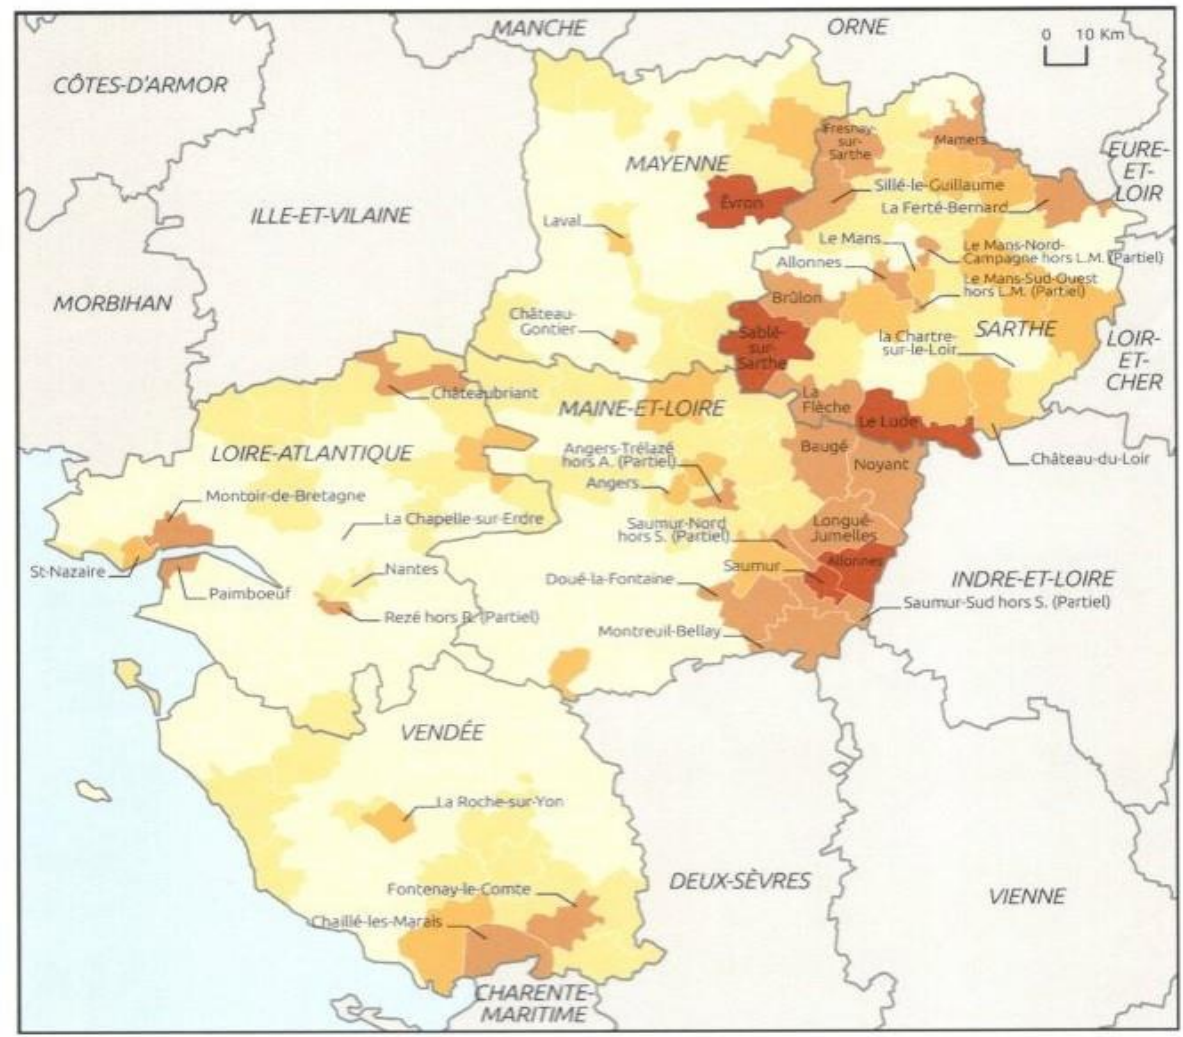 MANCHE
ORNE
0 10 Km
CÔTES-D'ARMOR
Fresnay-
sur-
Sarthe
Mamers
EURE-
ET-
LOIR
MAYENNE
Sillé-le-Guillaume
Évron
La Ferté-Bernard
ILLE-ET-VILAINE
Laval
Le Mans
Le Mans-Nord-
Campagne hors L.M. (Partiel)
Allonnes
Le Mans-Sud-Ouest
hors L.M. (Partiel)
MORBIHAN
Brûlon
Château-
Gontier
SARTHE
Sablé-
sur-
Sarthe
la Chartre-
sur-le-Loir
LOIR-
ET-
CHER
Châteaubriant
La
Flèche
MAINE-ET-LOIRE
Le Lude
LOIRE-ATLANTIQUE
Angers-Trélazé
hors A. (Partiel)
Baugé
Noyant
Château-du-Loir
Angers
Montoir-de-Bretagne
La Chapelle-sur-Erdre
Saumur-Nord
hors S. (Partiel)
Longué-
Jumelles
St-Nazaire
Nantes
Saumur
Allonnes
Doué-la-Fontaine
INDRE-ET-LOIRE
Paimboeuf
Saumur-Sud hors S. (Partiel)
Rezé hors R. (Partiel)
Montreuil-Bellay
VENDÉE
La Roche-sur-Yon
Fontenay-le-Comte
DEUX-SÈVRES
VIENNE
Chaillé-les-Marais
CHARENTE-
MARITIME